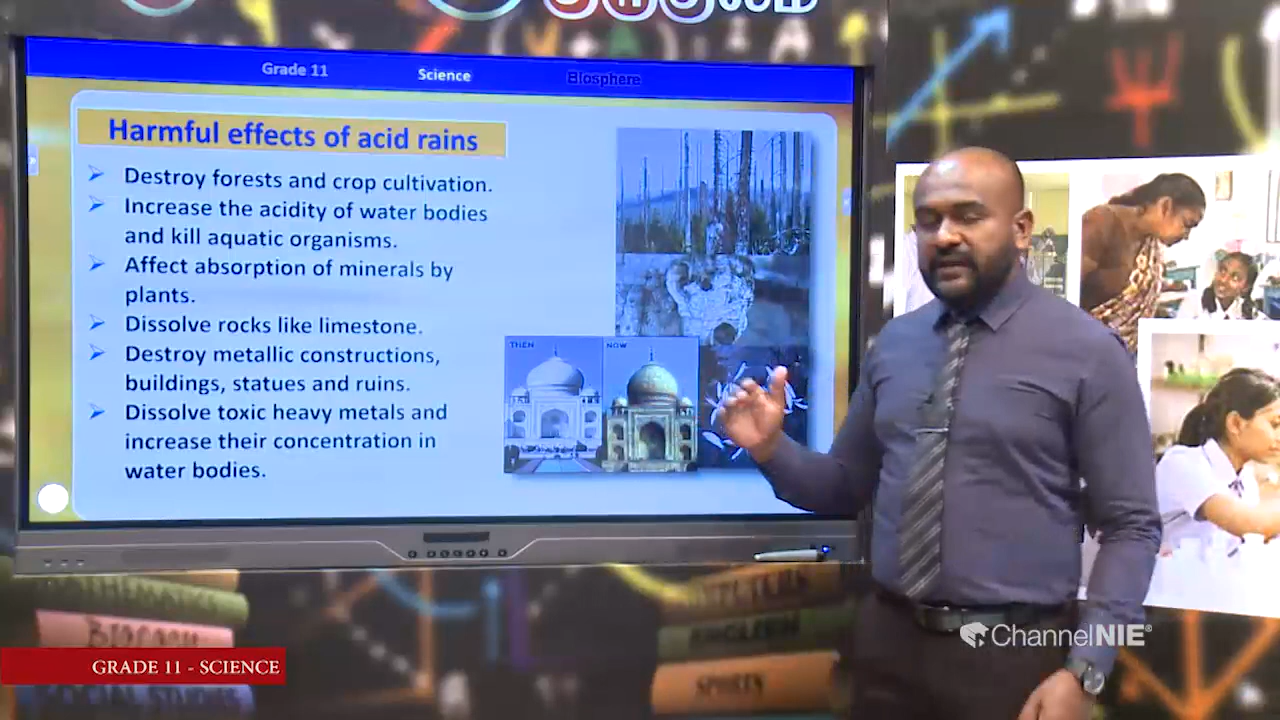 Grade 11 Science Biosphere
Harmful effects of acid rains
Destroy forests and crop cultivation.
Increase the acidity of water bodies
and kill aquatic organisms.
Affect absorption of minerals by
plants.
Dissolve rocks like limestone.
Destroy metallic constructions,
buildings, statues and ruins.
Dissolve toxic heavy metals and
increase their concentration in
water bodies.
THEN NOW
MATHEMATICS
SPORTS
SOCIAL STUDIES
GRADE 11 - SCIENCE
ChannelNIE